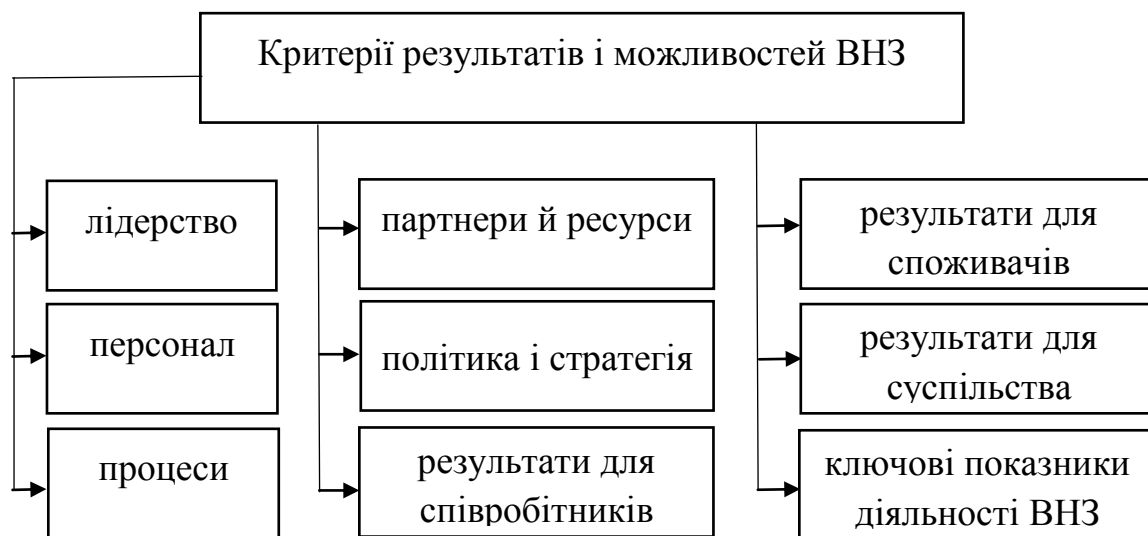 Критерії результатів і можливостей ВНЗ
лідерство
персонал
процеси
партнери й ресурси
політика і стратегія
результати для
співробітників
результати для
споживачів
результати для
суспільства
ключові показники
діяльності ВНЗ